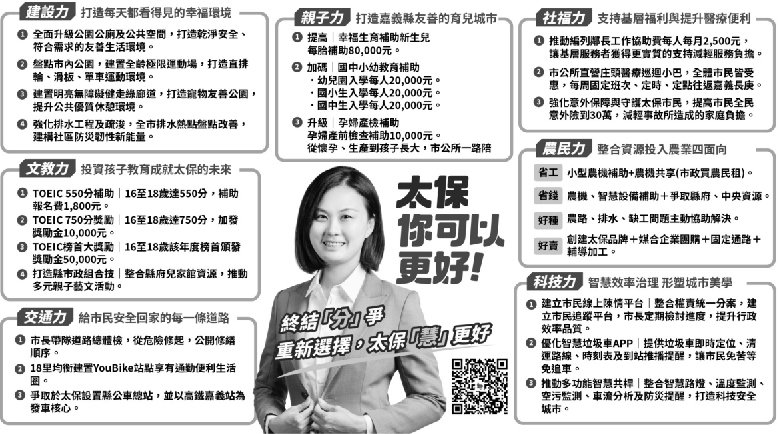 建設力 打造每天都看得見的幸福環境
1 全面升級公園公廁及公共空間，打造乾淨安全、
符合需求的友善生活環境。
2 盤點市內公園，建置全齡極限運動場，打造直排
輪、滑板、單車運動環境。
3 建置明亮無障礙健走綠廊道，打造寵物友善公園，
提升公共優質休憩環境。
4 強化排水工程及疏浚，全市排水熱點盤點改善，
建構社區防災韌性新能量。
文教力 投資孩子教育成就太保的未來
1 TOEIC 550分補助｜16至18歲達550分，補助
報名費1,800元。
2 TOEIC 750分獎勵｜16至18歲達750分，加發
獎勵金10,000元。
3 TOEIC榜首大獎勵｜16至18歲該年度榜首頒發
獎勵金50,000元。
4 打造縣市政組合技｜整合縣府兒家館資源，推動
多元親子藝文活動。
交通力 給市民安全回家的每一條道路
1 市長帶隊道路總體檢，從危險修起，公開修繕
順序。
2 18里均衡建置YouBike站點享有通勤便利生活
圈。
3 爭取於太保設置縣公車總站，並以高鐵嘉義站為
發車核心。
親子力 打造嘉義縣友善的育兒城市
1 提高｜幸福生育補助新生兒
每胎補助80,000元。
2 加碼｜國中小幼教育補助
．幼兒園入學每人20,000元。
．國小生入學每人20,000元。
．國中生入學每人20,000元。
3 升級｜孕婦產檢補助
孕婦產前檢查補助10,000元。
從懷孕、生產到孩子長大，市公所一路陪
太保
你可以
更好！
終結「分」爭
重新選擇，太保「慧」更好
社福力 支持基層福利與提升醫療便利
1 推動編列鄰長工作協助費每人每月2,500元，
讓基層服務者獲得更實質的支持減輕服務負擔。
2 市公所直營庄頭醫療巡迴小巴，全體市民皆受
惠，每周固定班次、定時、定點往返嘉義長庚。
3 強化意外保障與守護太保市民，提高市民全民
意外險到30萬，減輕事故所造成的家庭負擔。
農民力 整合資源投入農業四面向
省工 小型農機補助＋農機共享(市政買農民租)。
省錢 農機、智慧設備補助＋爭取縣府、中央資源。
好種 農路、排水、缺工問題主動協助解決。
好賣 創建太保品牌＋媒合企業團購＋固定通路＋
輔導加工。
科技力 智慧效率治理 形塑城市美學
1 建立市民線上陳情平台｜整合權責統一分案，建
立市民追蹤平台，市長定期檢討進度，提升行政
效率品質。
2 優化智慧垃圾車APP｜提供垃圾車即時定位、清
運路線、時刻表及到站推播提醒，讓市民免苦等
免追車。
3 推動多功能智慧共桿｜整合智慧路燈、溫度監測、
空污監測、車流分析及防災提醒，打造科技安全
城市。